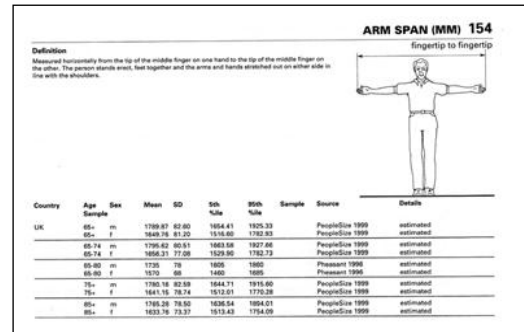 ARM SPAN (MM) 154
fingertip to fingertip
Definition
Measured horizontally from the tip of the middle finger on one hand to the tip of the middle finger on
the other. The person stands erect, feet together and the arms and hands stretched out on either side in
line with the shoulders.
Country Age Sex Mean SD 5th 95th Sample Source Details
Sample %ile %ile
UK 65+ m 1789.87 82.60 1654.41 1925.33 PeopleSize 1999 estimated
65+ f 1649.76 81.20 1516.60 1782.93 PeopleSize 1999 estimated
65-74 m 1795.62 80.51 1663.58 1927.66 PeopleSize 1999 estimated
65-74 f 1656.31 77.08 1529.90 1782.73 PeopleSize 1999 estimated
65-80 m 1735 78 1605 1860 Pheasant 1996 estimated
65-80 f 1570 68 1460 1685 Pheasant 1996 estimated
75+ m 1780.16 82.59 1644.71 1915.60 PeopleSize 1999 estimated
75+ f 1641.15 78.74 1512.01 1770.28 PeopleSize 1999 estimated
85+ m 1765.28 78.50 1636.54 1894.01 PeopleSize 1999 estimated
85+ f 1633.76 73.37 1513.43 1754.09 PeopleSize 1999 estimated